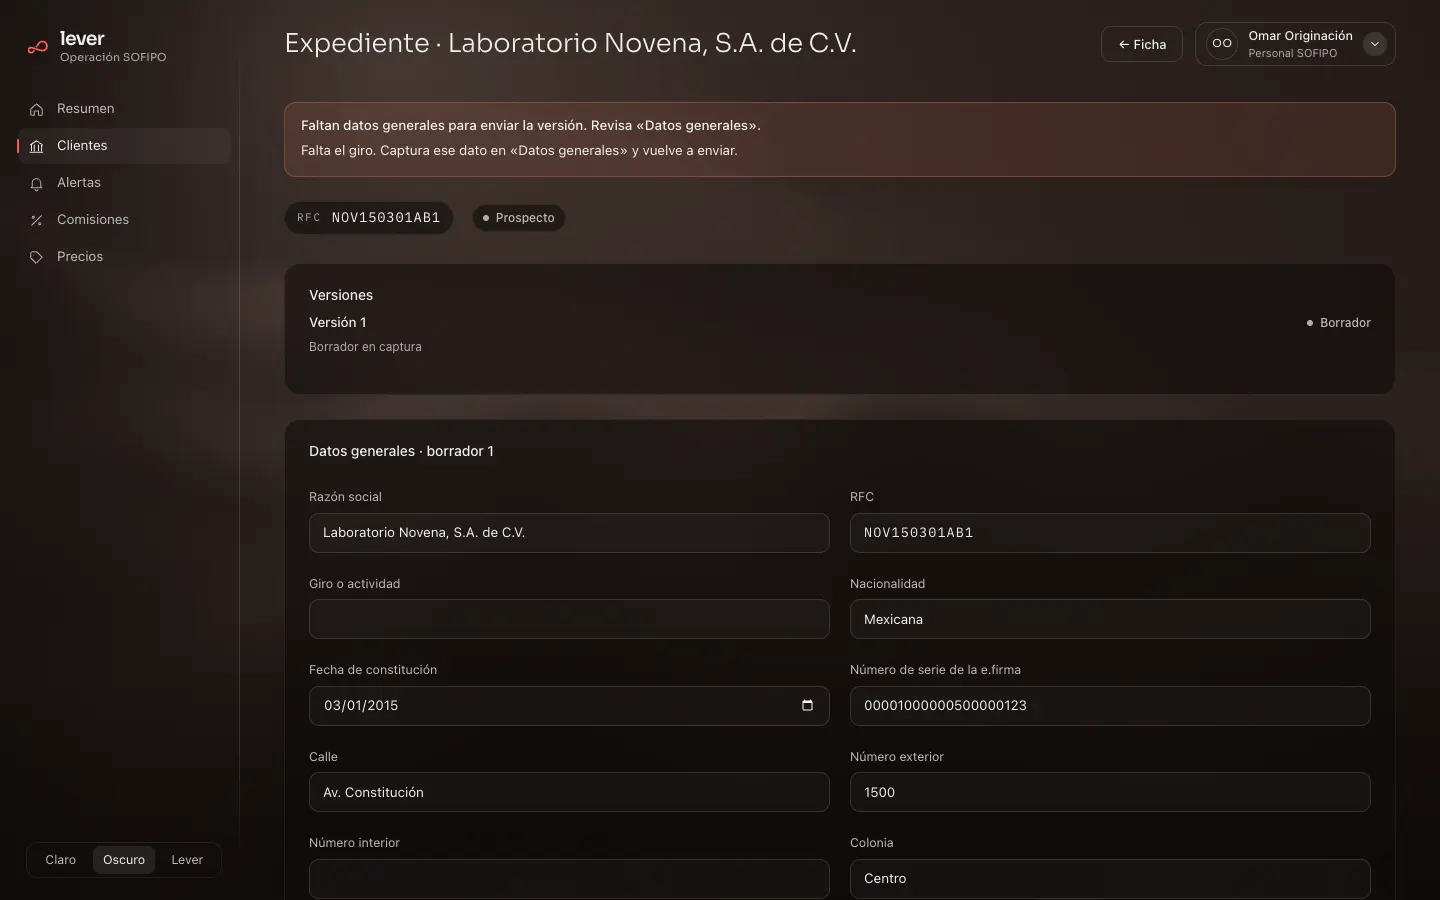 lever
Operación SOFIPO
Resumen
Clientes
Alertas
Comisiones
Precios
Claro
Oscuro
Lever
Expediente · Laboratorio Novena, S.A. de C.V.
← Ficha
OO
Omar Originación
Personal SOFIPO
Faltan datos generales para enviar la versión. Revisa «Datos generales».
Falta el giro. Captura ese dato en «Datos generales» y vuelve a enviar.
RFC NOV150301AB1
Prospecto
Versiones
Versión 1
Borrador
Borrador en captura
Datos generales · borrador 1
Razón social
Laboratorio Novena, S.A. de C.V.
RFC
NOV150301AB1
Giro o actividad
Nacionalidad
Mexicana
Fecha de constitución
03/01/2015
Número de serie de la e.firma
00001000000500000123
Calle
Av. Constitución
Número exterior
1500
Número interior
Colonia
Centro